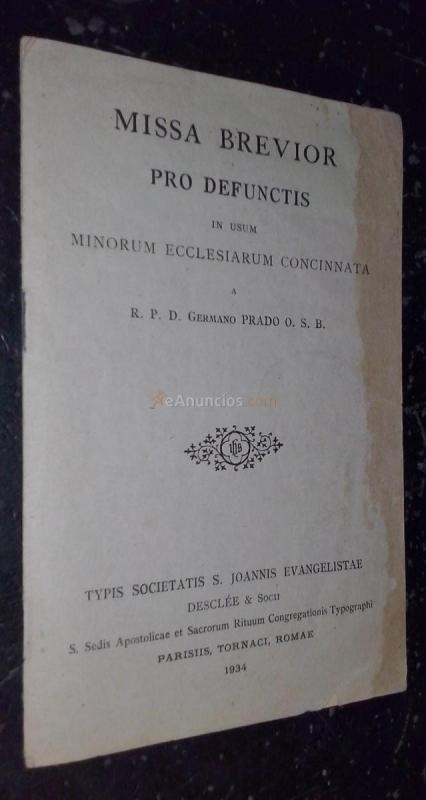 MISSA BREVIOR
PRO DEFUNCTIS
IN USUM
MINORUM ECCLESIARUM CONCINNATA
A
R. P. D. GERMANO PRADO O. S. B.
eAnuncios.com
TYPIS SOCIETATIS S. JOANNIS EVANGELISTAE
DESCLÉE & SOCII
S. Sedis Apostolicae et Sacrorum Rituum Congregationis Typographi
PARISIIS, TORNACI, ROMAE
1934